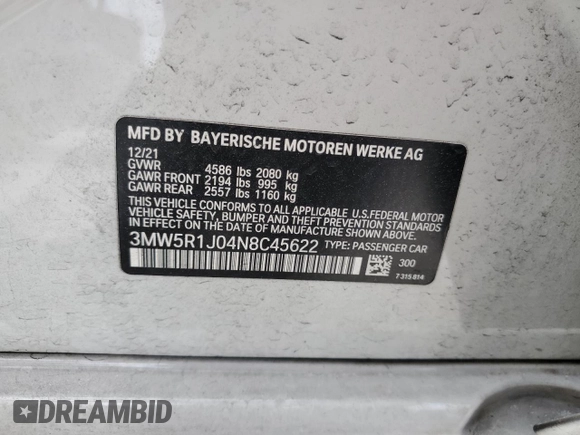 MFD BY BAYERISCHE MOTOREN WERKE AG
12/21
GVWR 4586 lbs 2080 kg
GAWR FRONT 2194 lbs 995 kg
GAWR REAR 2557 lbs 1160 kg
THIS VEHICLE CONFORMS TO ALL APPLICABLE U.S. FEDERAL MOTOR
VEHICLE SAFETY, BUMPER AND THEFT PREVENTION STANDARDS
IN EFFECT ON THE DATE OF MANUFACTURE SHOWN ABOVE.
3MW5R1J04N8C45622 TYPE: PASSENGER CAR
300
7 315 814
DREAMBID